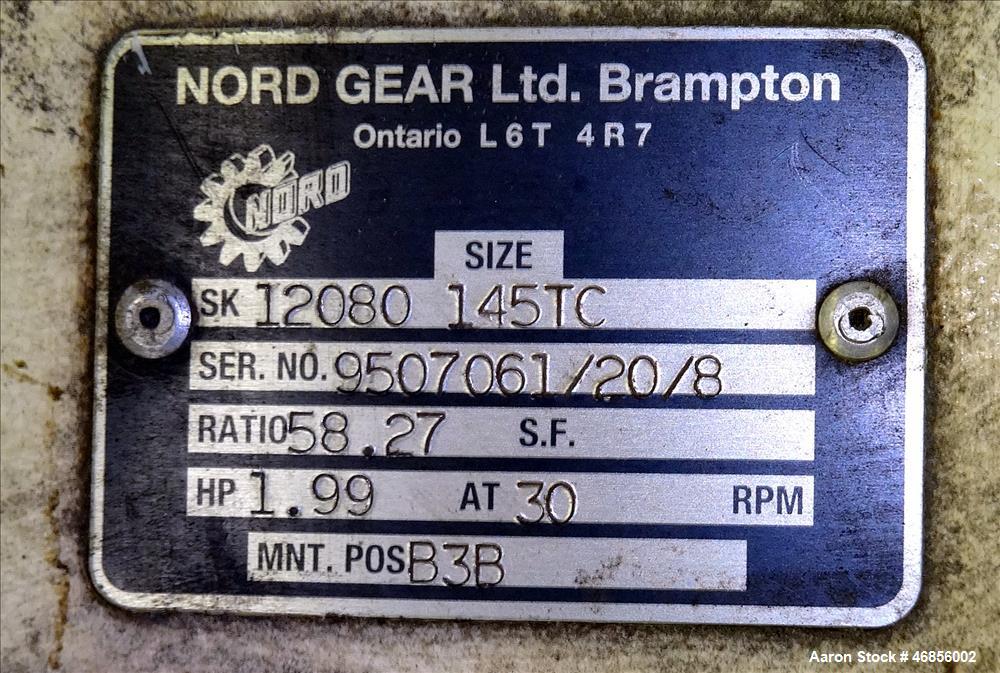 NORD GEAR Ltd. Brampton
Ontario L6T 4R7
NORD
SIZE
SK 12080 145TC
SER. NO. 9507061/20/8
RATIO 58.27 S.F.
HP 1.99 AT 30 RPM
MNT. POS B3B
Aaron Stock # 46856002